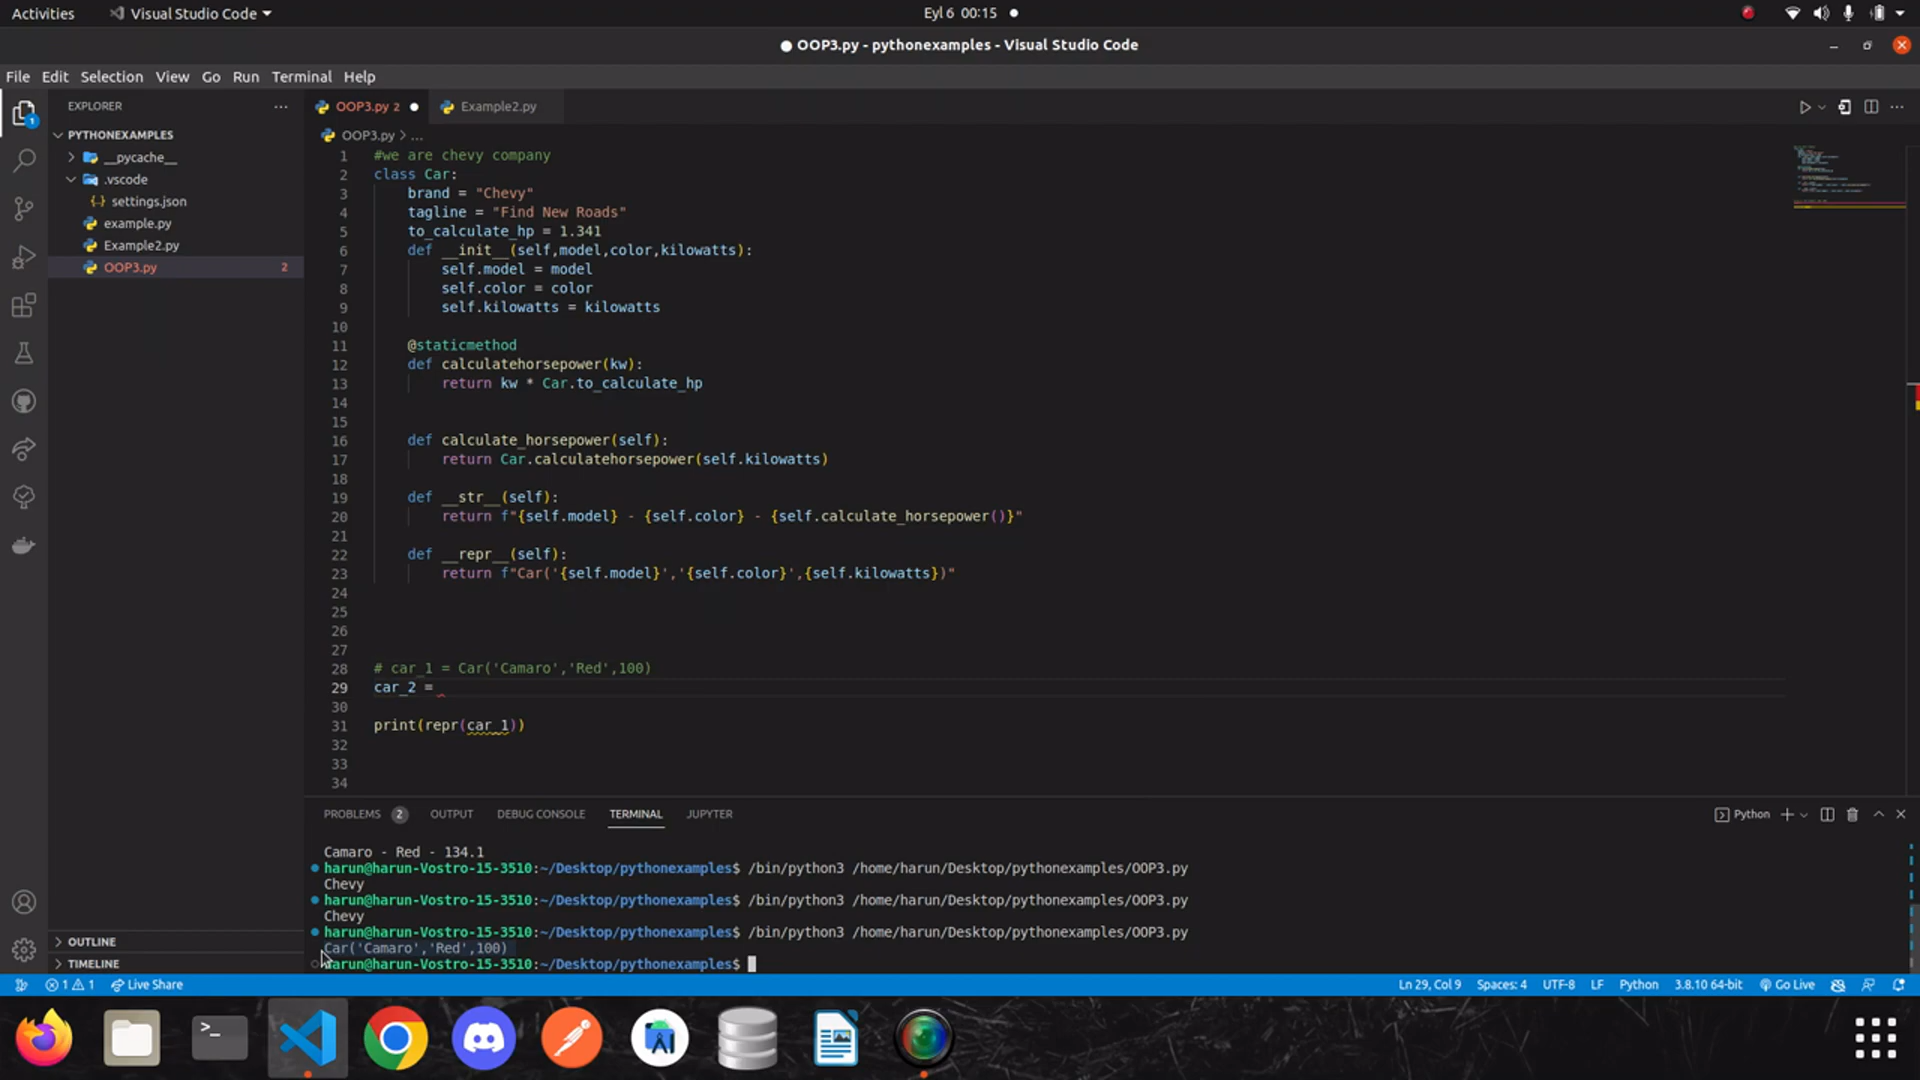 Activities
Visual Studio Code
Eyl 6 00:15
OOP3.py - pythonexamples - Visual Studio Code
File Edit Selection View Go Run Terminal Help
EXPLORER
1
PYTHONEXAMPLES
__pycache__
.vscode
settings.json
example.py
Example2.py
OOP3.py 2
OUTLINE
TIMELINE
OOP3.py 2
Example2.py
OOP3.py > ...
1 #we are chevy company
2 class Car:
3 brand = "Chevy"
4 tagline = "Find New Roads"
5 to_calculate_hp = 1.341
6 def __init__(self,model,color,kilowatts):
7 self.model = model
8 self.color = color
9 self.kilowatts = kilowatts
10
11 @staticmethod
12 def calculatehorsepower(kw):
13 return kw * Car.to_calculate_hp
14
15
16 def calculate_horsepower(self):
17 return Car.calculatehorsepower(self.kilowatts)
18
19 def __str__(self):
20 return f"{self.model} - {self.color} - {self.calculate_horsepower()}"
21
22 def __repr__(self):
23 return f"Car('{self.model}','{self.color}',{self.kilowatts})"
24
25
26
27
28 # car_1 = Car('Camaro','Red',100)
29 car_2 =
30
31 print(repr(car_1))
32
33
34
PROBLEMS 2 OUTPUT DEBUG CONSOLE TERMINAL JUPYTER
Python
Camaro - Red - 134.1
harun@harun-Vostro-15-3510:~/Desktop/pythonexamples$ /bin/python3 /home/harun/Desktop/pythonexamples/OOP3.py
Chevy
harun@harun-Vostro-15-3510:~/Desktop/pythonexamples$ /bin/python3 /home/harun/Desktop/pythonexamples/OOP3.py
Chevy
harun@harun-Vostro-15-3510:~/Desktop/pythonexamples$ /bin/python3 /home/harun/Desktop/pythonexamples/OOP3.py
Car('Camaro','Red',100)
harun@harun-Vostro-15-3510:~/Desktop/pythonexamples$
1 1 Live Share
Ln 29, Col 9 Spaces: 4 UTF-8 LF Python 3.8.10 64-bit Go Live